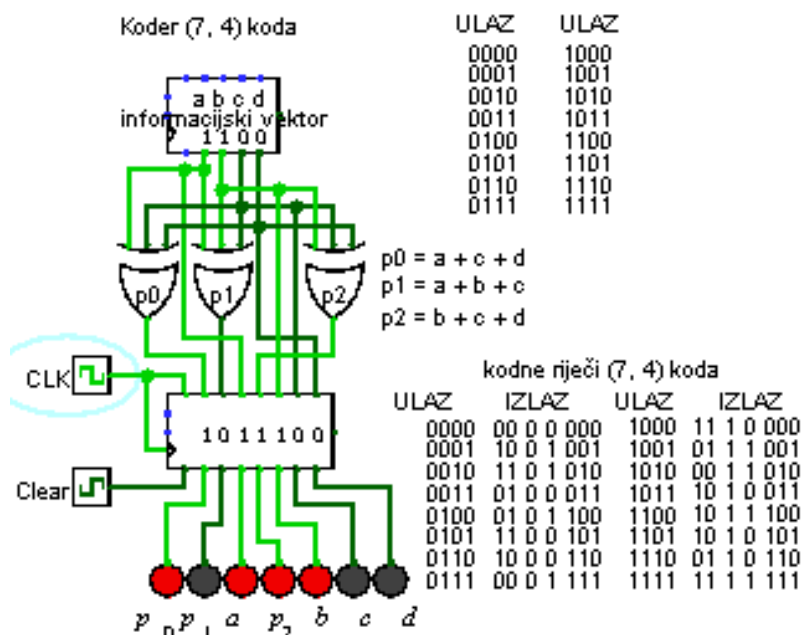 Koder (7, 4) koda
a b c d
informacijski vektor
1 1 0 0
ULAZ ULAZ
0000 1000
0001 1001
0010 1010
0011 1011
0100 1100
0101 1101
0110 1110
0111 1111
p0 p1 p2
p0 = a + c + d
p1 = a + b + c
p2 = b + c + d
CLK
1 0 1 1 1 0 0
Clear
p 0 p 1 a p 2 b c d
kodne riječi (7, 4) koda
ULAZ IZLAZ ULAZ IZLAZ
0000 00 0 0 000 1000 11 1 0 000
0001 10 0 1 001 1001 01 1 1 001
0010 11 0 1 010 1010 00 1 1 010
0011 01 0 0 011 1011 10 1 0 011
0100 01 0 1 100 1100 10 1 1 100
0101 11 0 0 101 1101 10 1 0 101
0110 10 0 0 110 1110 01 1 0 110
0111 00 0 1 111 1111 11 1 1 111